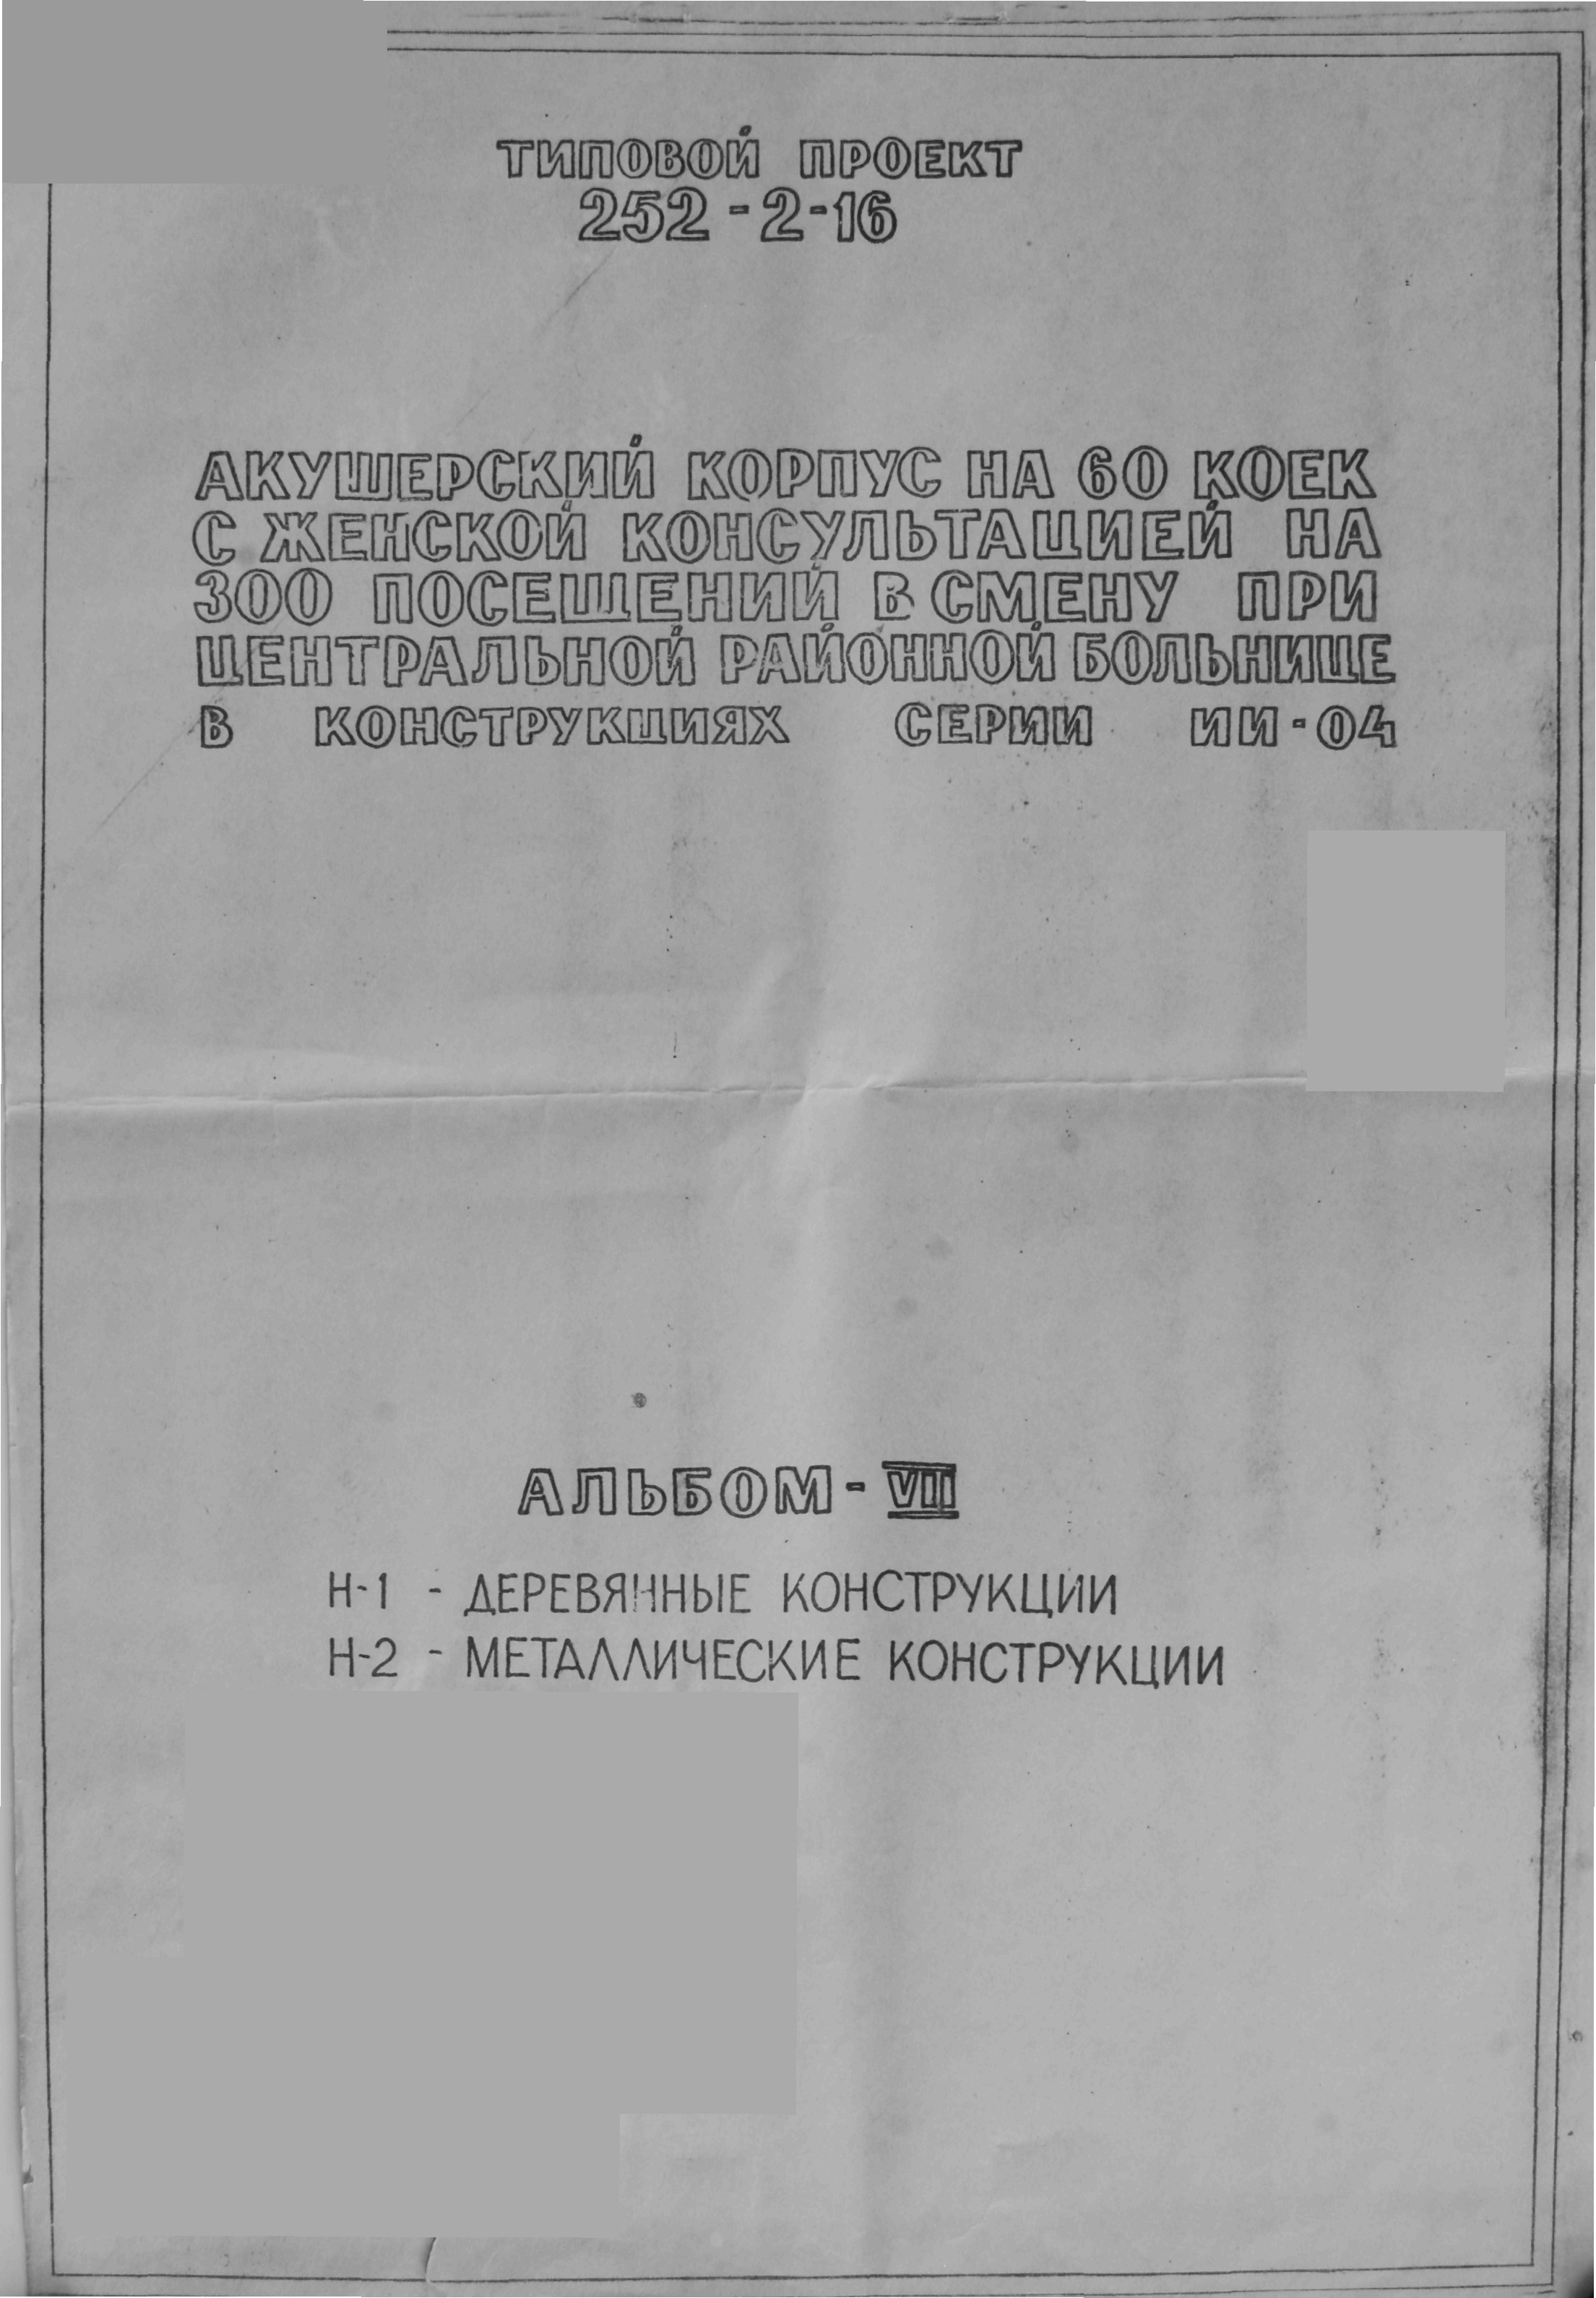 ТИПОВОЙ ПРОЕКТ
252-2-16
АКУШЕРСКИЙ КОРПУС НА 60 КОЕК
С ЖЕНСКОЙ КОНСУЛЬТАЦИЕЙ НА
300 ПОСЕЩЕНИЙ В СМЕНУ ПРИ
ЦЕНТРАЛЬНОЙ РАЙОННОЙ БОЛЬНИЦЕ
В КОНСТРУКЦИЯХ СЕРИИ ИИ-04
АЛЬБОМ-VII
Н-1 - ДЕРЕВЯННЫЕ КОНСТРУКЦИИ
Н-2 - МЕТАЛЛИЧЕСКИЕ КОНСТРУКЦИИ